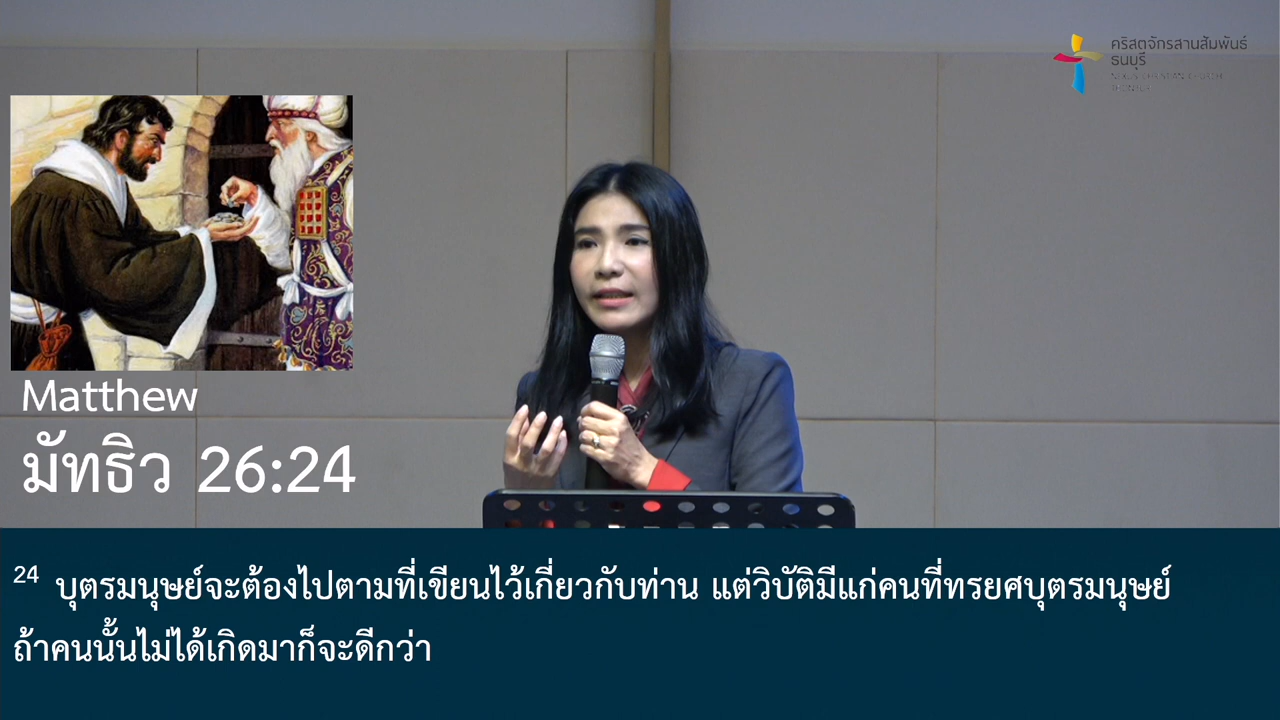 คริสตจักรสานสัมพันธ์
ธนบุรี
NEXUS CHRISTIAN CHURCH
Matthew
มัทธิว 26:24
24 บุตรมนุษย์จะต้องไปตามที่เขียนไว้เกี่ยวกับท่าน แต่วิบัติมีแก่คนที่ทรยศบุตรมนุษย์
ถ้าคนนั้นไม่ได้เกิดมาก็จะดีกว่า